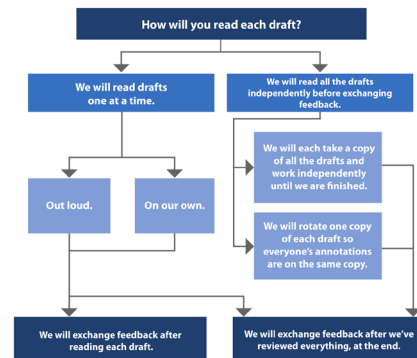 How will you read each draft?
We will read drafts
one at a time.
We will read all the drafts
independently before exchanging
feedback.
Out loud.
On our own.
We will each take a copy
of all the drafts and
work independently
until we are finished.
We will rotate one copy
of each draft so
everyone's annotations
are on the same copy.
We will exchange feedback after
reading each draft.
We will exchange feedback after we've
reviewed everything, at the end.